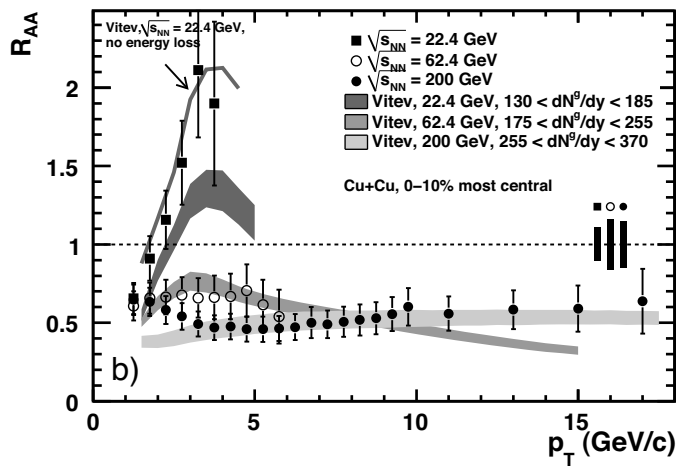 R_AA
Vitev, √s_NN = 22.4 GeV,
no energy loss
√s_NN = 22.4 GeV
√s_NN = 62.4 GeV
√s_NN = 200 GeV
Vitev, 22.4 GeV, 130 < dN^g/dy < 185
Vitev, 62.4 GeV, 175 < dN^g/dy < 255
Vitev, 200 GeV, 255 < dN^g/dy < 370
Cu+Cu, 0–10% most central
2
1.5
1
0.5
0
b)
0 5 10 15
p_T (GeV/c)